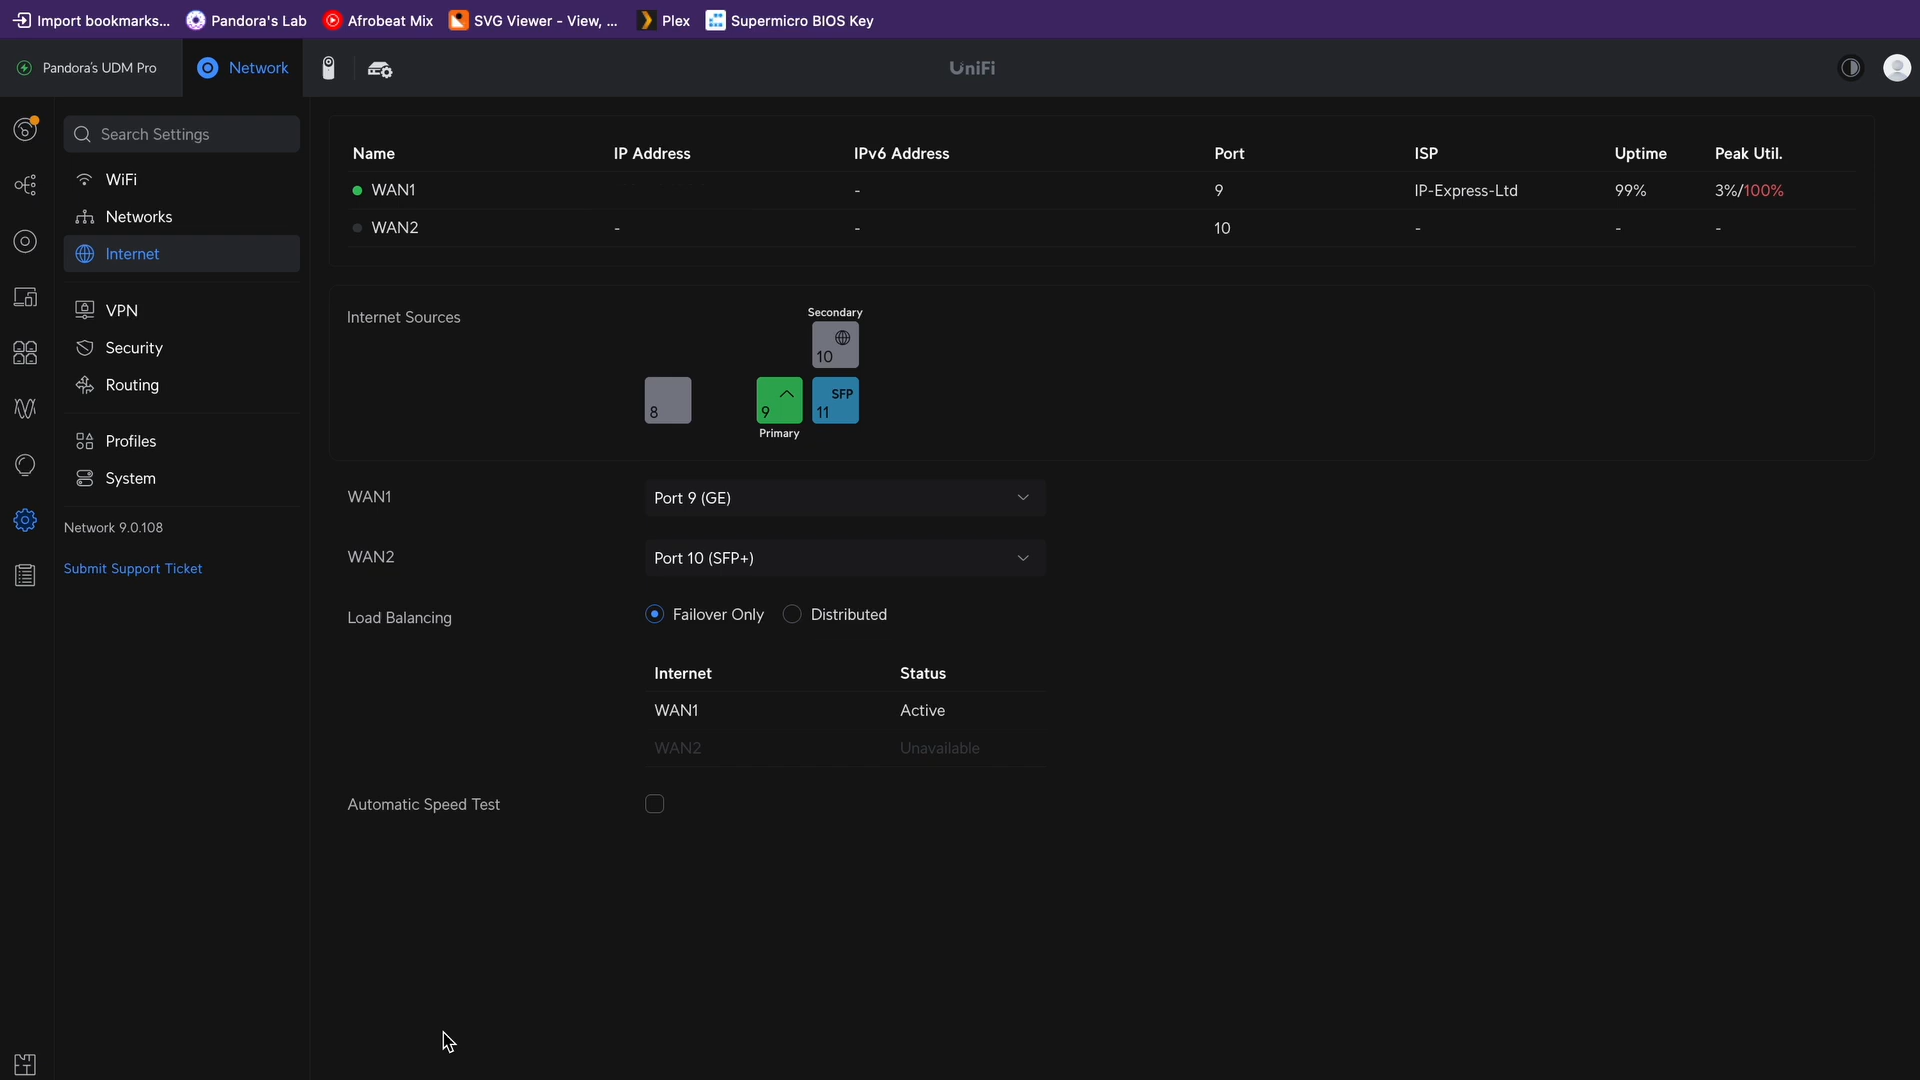 Import bookmarks... Pandora's Lab Afrobeat Mix SVG Viewer - View, ... Plex Supermicro BIOS Key
Pandora's UDM Pro Network UniFi
Search Settings
WiFi
Networks
Internet
VPN
Security
Routing
Profiles
System
Network 9.0.108
Submit Support Ticket
Name IP Address IPv6 Address Port ISP Uptime Peak Util.
WAN1 - 9 IP-Express-Ltd 99% 3%/100%
WAN2 - - 10 - - -
Internet Sources
Secondary
10
8
9
SFP
11
Primary
WAN1 Port 9 (GE)
WAN2 Port 10 (SFP+)
Load Balancing Failover Only Distributed
Internet Status
WAN1 Active
WAN2 Unavailable
Automatic Speed Test